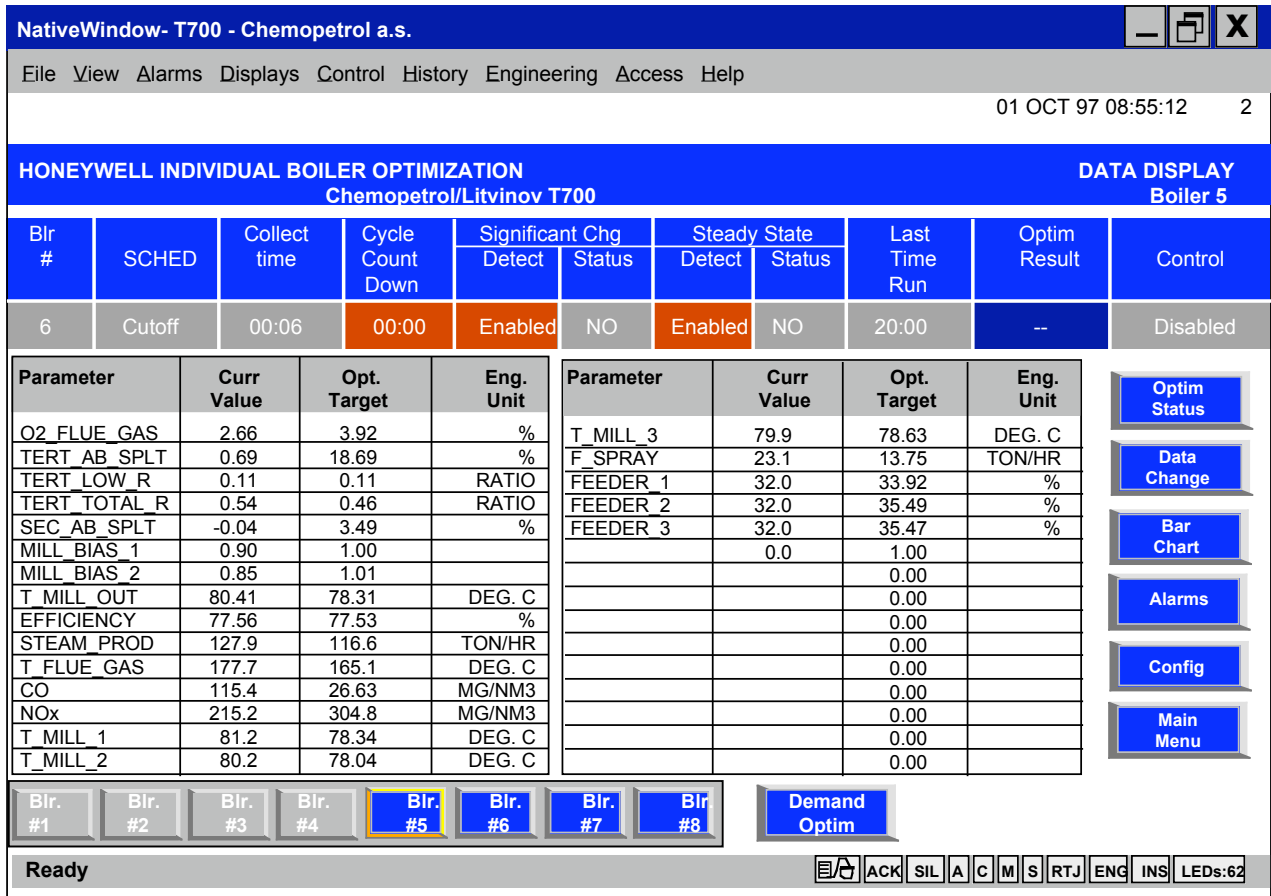 NativeWindow- T700 - Chemopetrol a.s.
File View Alarms Displays Control History Engineering Access Help
01 OCT 97 08:55:12 2
HONEYWELL INDIVIDUAL BOILER OPTIMIZATION DATA DISPLAY
Chemopetrol/Litvinov T700 Boiler 5
Blr # SCHED Collect time Cycle Count Down Significant Chg Detect Status Steady State Detect Status Last Time Run Optim Result Control
6 Cutoff 00:06 00:00 Enabled NO Enabled NO 20:00 -- Disabled
Parameter Curr Value Opt. Target Eng. Unit
O2_FLUE_GAS 2.66 3.92 %
TERT_AB_SPLT 0.69 18.69 %
TERT_LOW_R 0.11 0.11 RATIO
TERT_TOTAL_R 0.54 0.46 RATIO
SEC_AB_SPLT -0.04 3.49 %
MILL_BIAS_1 0.90 1.00
MILL_BIAS_2 0.85 1.01
T_MILL_OUT 80.41 78.31 DEG. C
EFFICIENCY 77.56 77.53 %
STEAM_PROD 127.9 116.6 TON/HR
T_FLUE_GAS 177.7 165.1 DEG. C
CO 115.4 26.63 MG/NM3
NOx 215.2 304.8 MG/NM3
T_MILL_1 81.2 78.34 DEG. C
T_MILL_2 80.2 78.04 DEG. C
Parameter Curr Value Opt. Target Eng. Unit
T_MILL_3 79.9 78.63 DEG. C
F_SPRAY 23.1 13.75 TON/HR
FEEDER_1 32.0 33.92 %
FEEDER_2 32.0 35.49 %
FEEDER_3 32.0 35.47 %
0.0 1.00
0.00
0.00
0.00
0.00
0.00
0.00
0.00
0.00
0.00
Optim Status
Data Change
Bar Chart
Alarms
Config
Main Menu
Blr. #1 Blr. #2 Blr. #3 Blr. #4 Blr. #5 Blr. #6 Blr. #7 Blr #8 Demand Optim
Ready ACK SIL A C M S RTJ ENG INS LEDs:62